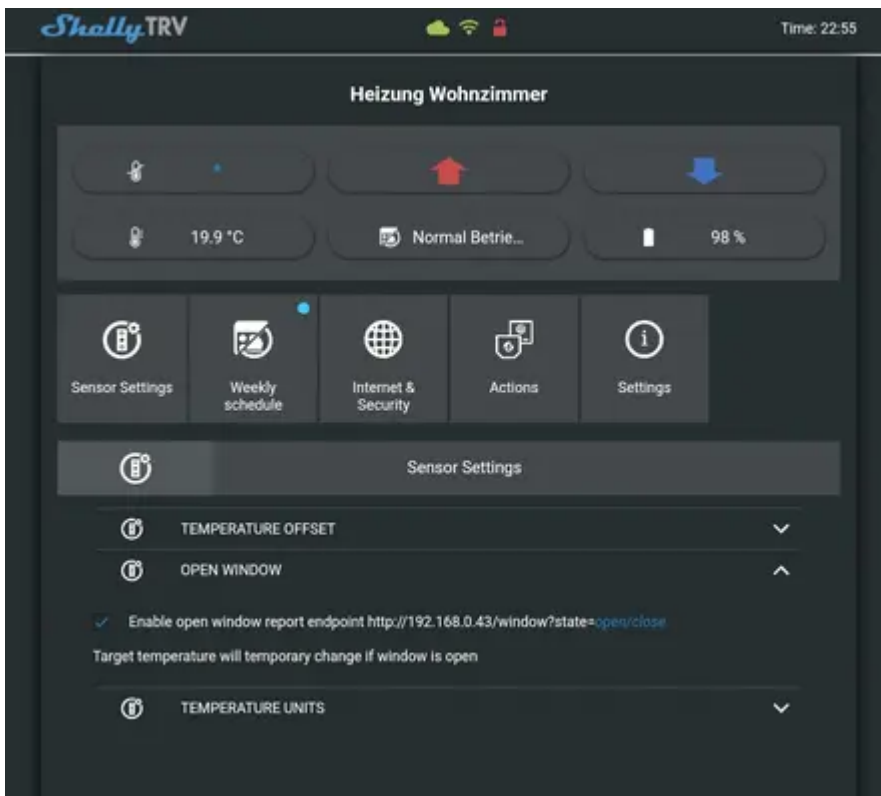 Shelly TRV
Time: 22:55
Heizung Wohnzimmer
19.9 °C
Normal Betrie...
98 %
Sensor Settings
Weekly
schedule
Internet &
Security
Actions
Settings
Sensor Settings
TEMPERATURE OFFSET
OPEN WINDOW
Enable open window report endpoint http://192.168.0.43/window?state=open/close
Target temperature will temporary change if window is open
TEMPERATURE UNITS